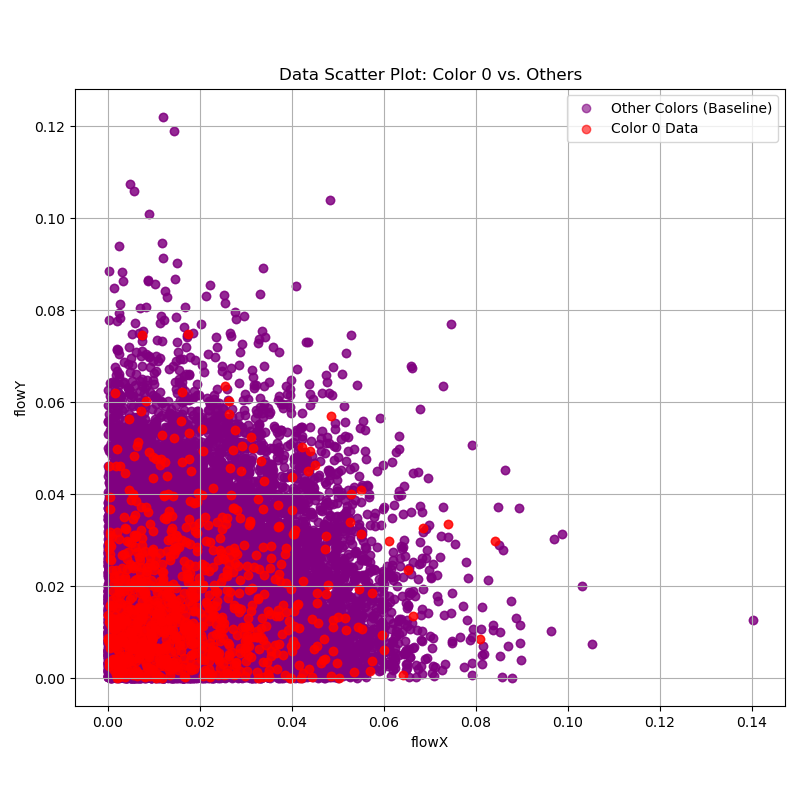 Data Scatter Plot: Color 0 vs. Others
Other Colors (Baseline)
Color 0 Data
0.12
0.10
0.08
0.06
0.04
0.02
0.00
flowY
0.00 0.02 0.04 0.06 0.08 0.10 0.12 0.14
flowX